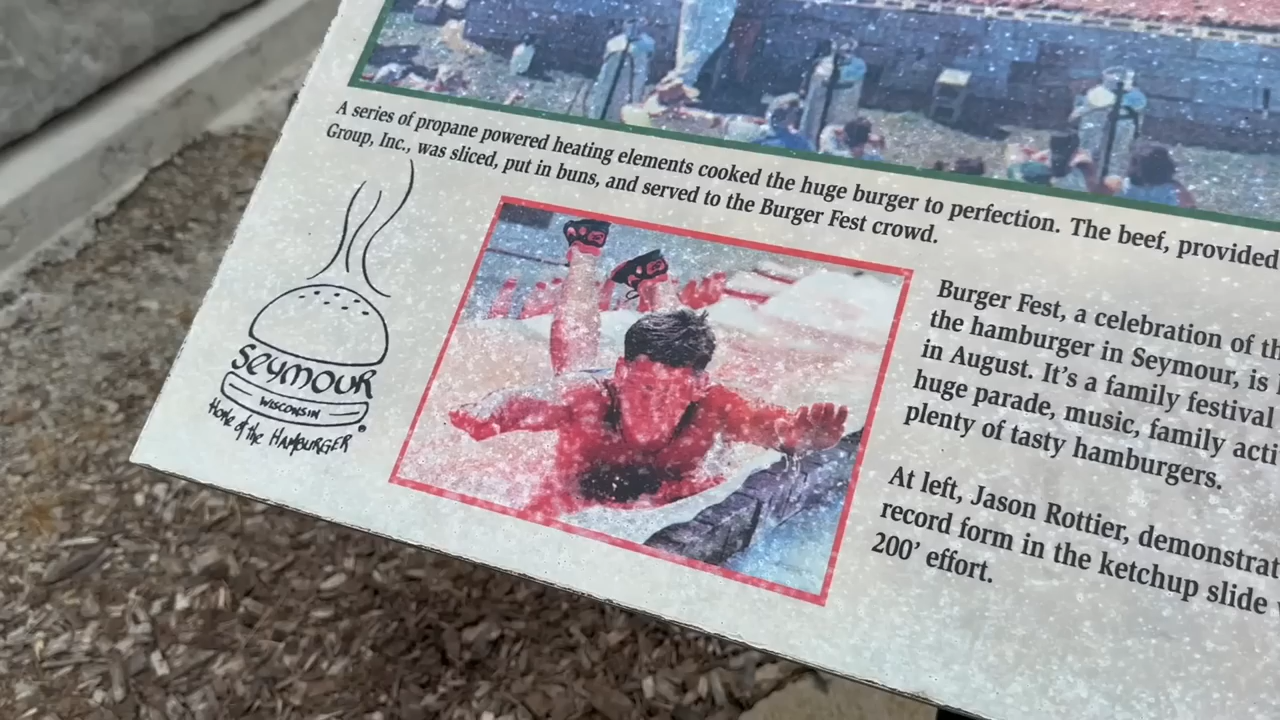 A series of propane powered heating elements cooked the huge burger to perfection. The beef, provided
Group, Inc., was sliced, put in buns, and served to the Burger Fest crowd.
SEYMOUR
WISCONSIN
Home of the HAMBURGER
Burger Fest, a celebration of
the hamburger in Seymour, is
in August. It's a family festival
huge parade, music, family
plenty of tasty hamburgers.
At left, Jason Rottier,
record form in the ketchup slide
200' effort.